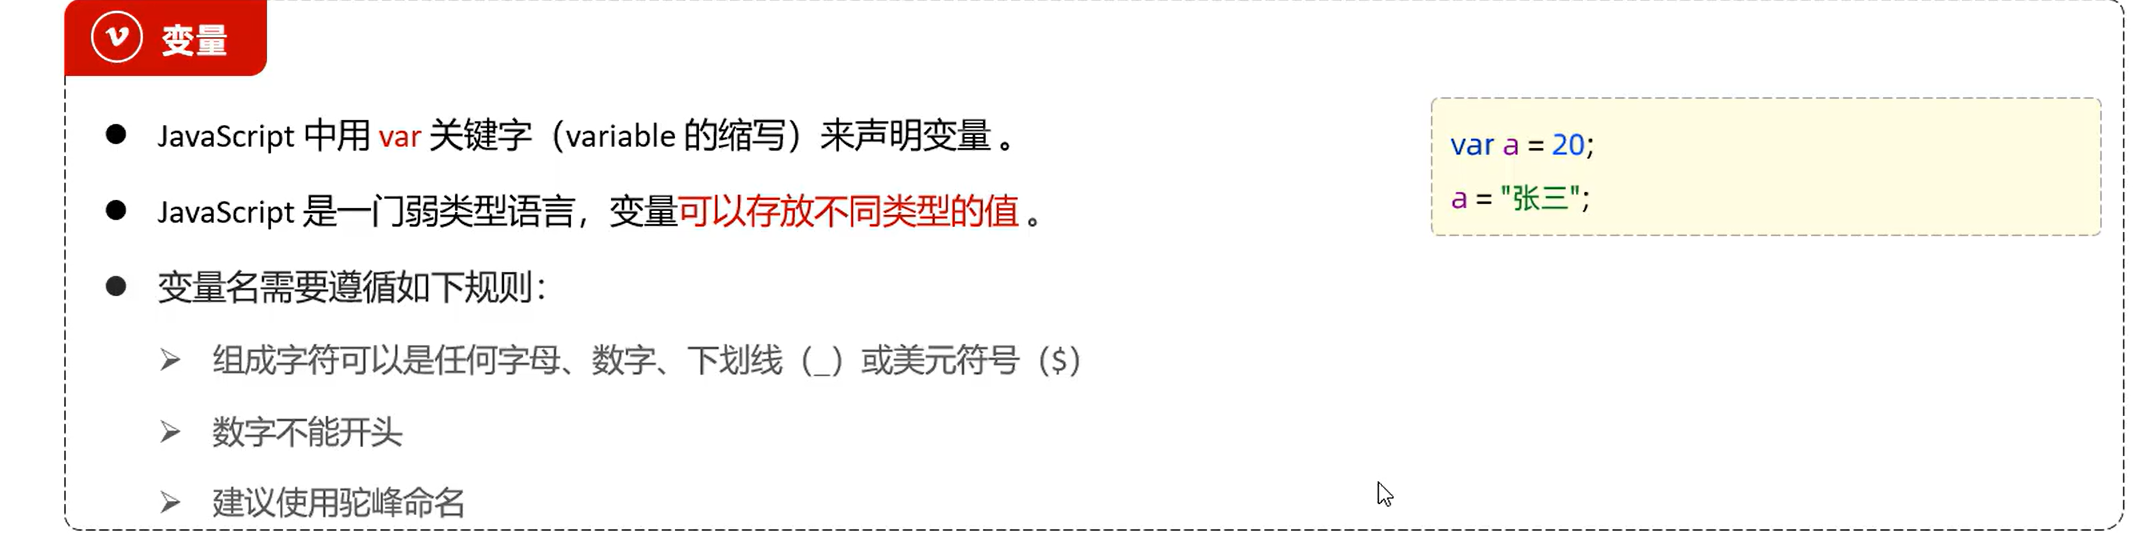 变量
JavaScript 中用 var 关键字（variable 的缩写）来声明变量 。
JavaScript 是一门弱类型语言，变量可以存放不同类型的值 。
变量名需要遵循如下规则：
组成字符可以是任何字母、数字、下划线（_）或美元符号（$）
数字不能开头
建议使用驼峰命名
var a = 20;
a = "张三";